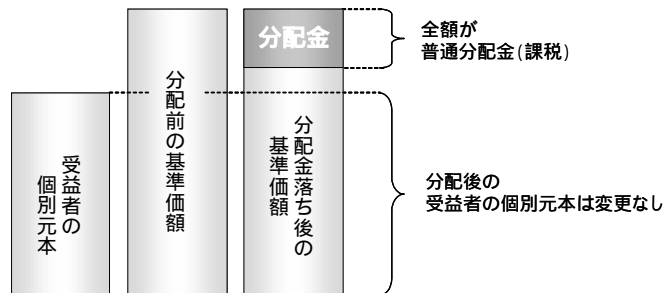 受益者の
個別元本
分配前の基準価額
分配金
分配金落ち後の
基準価額
全額が
普通分配金(課税)
分配後の
受益者の個別元本は変更なし